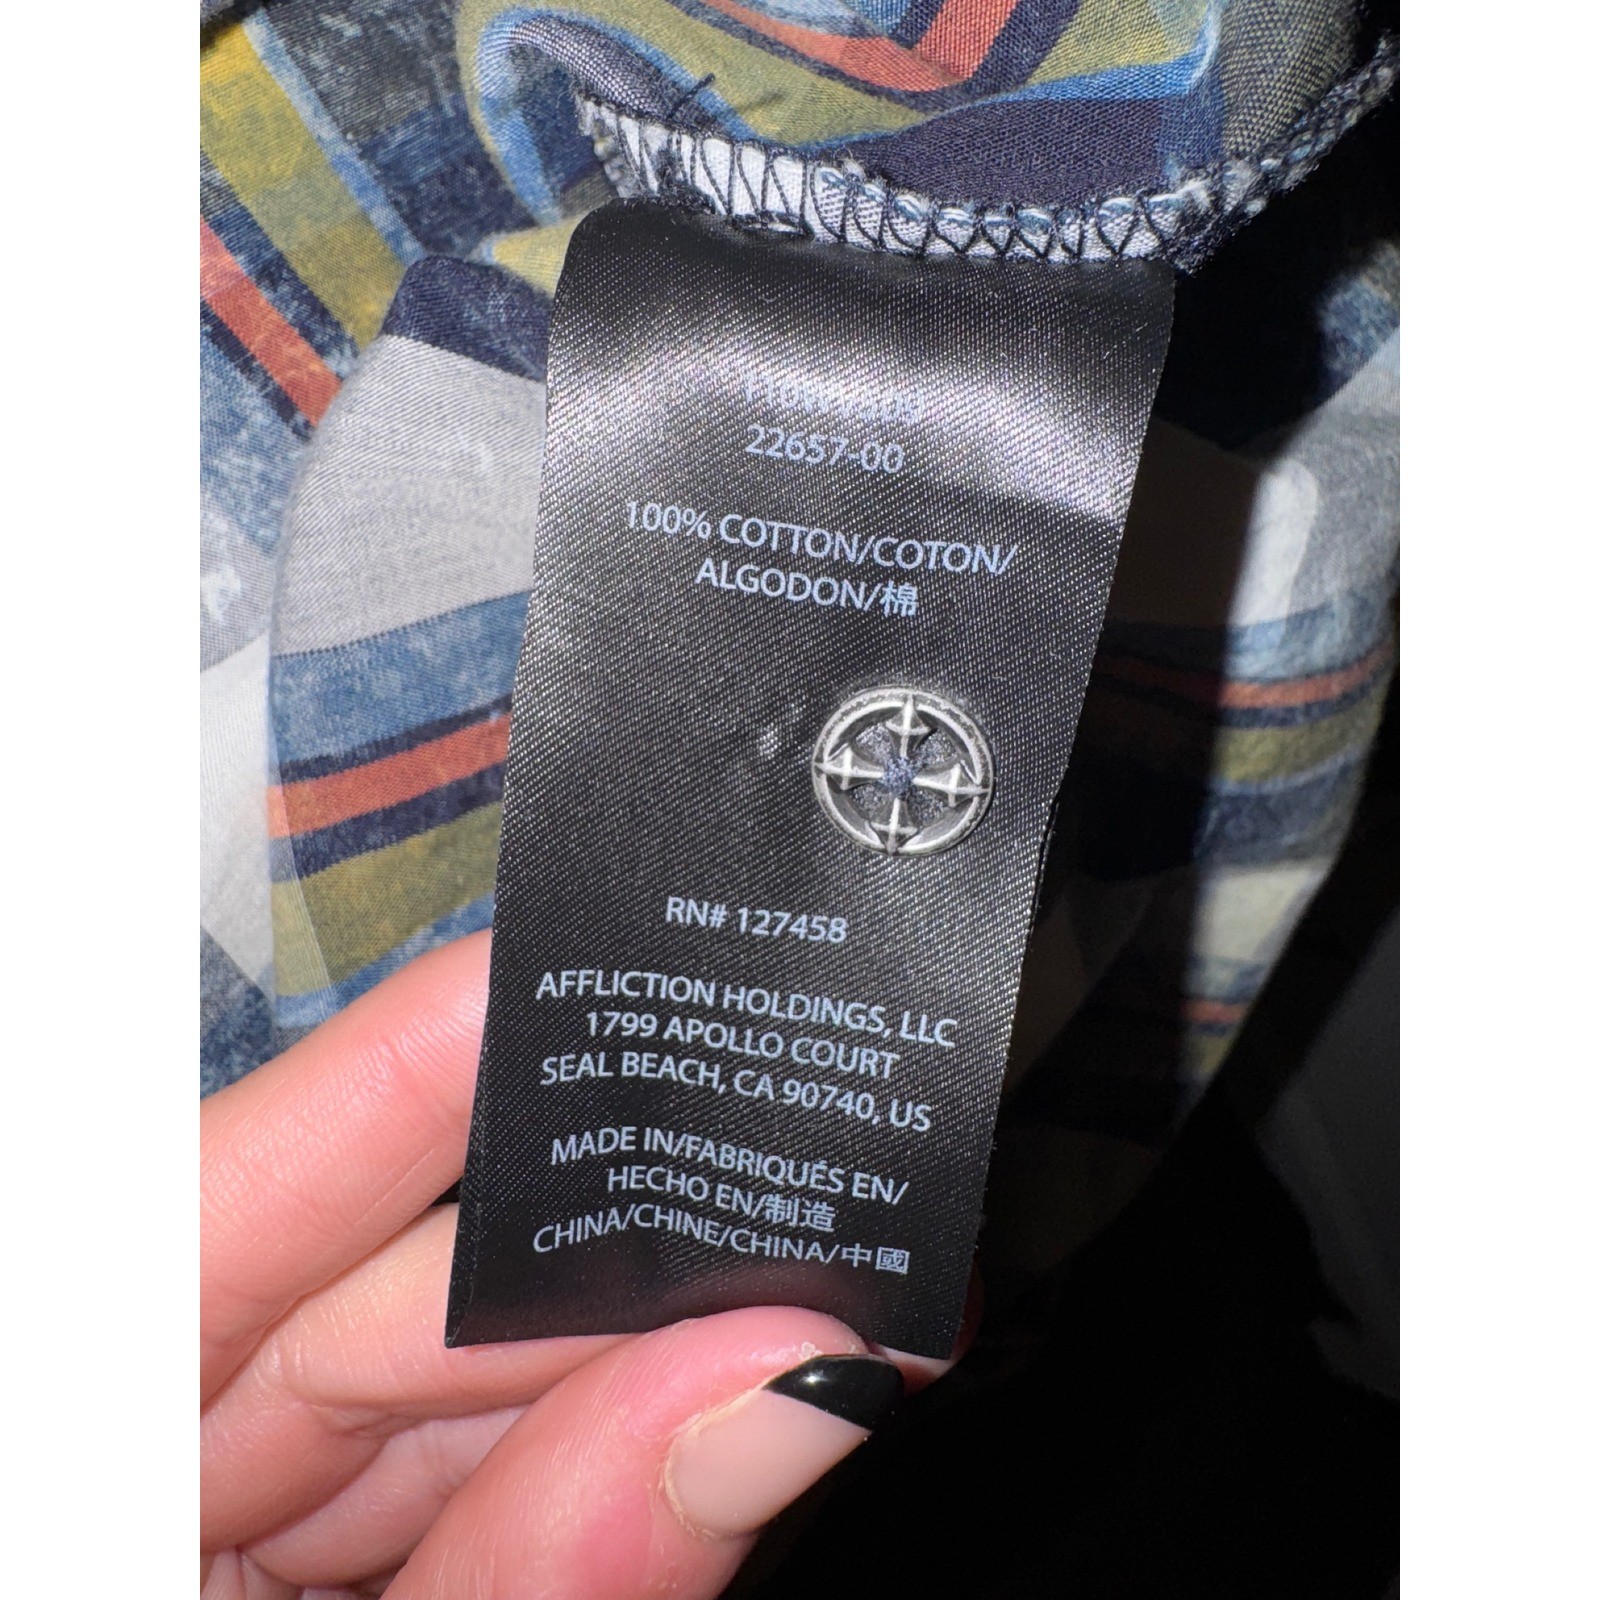 22657-00
100% COTTON/COTON/
ALGODON/棉
RN# 127458
AFFLICTION HOLDINGS, LLC
1799 APOLLO COURT
SEAL BEACH, CA 90740, US
MADE IN/FABRIQUÉS EN/
HECHO EN/制造
CHINA/CHINE/CHINA/中國